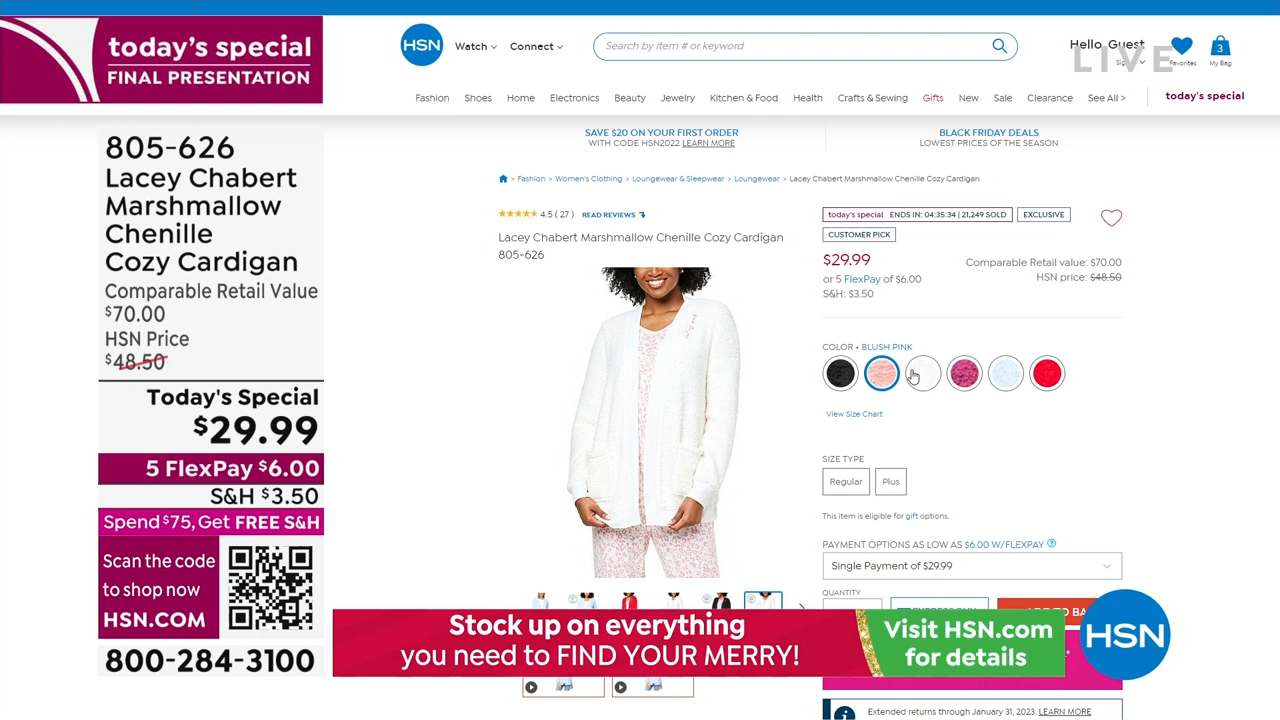 today's special
FINAL PRESENTATION
805-626
Lacey Chabert
Marshmallow
Chenille
Cozy Cardigan
Comparable Retail Value
$70.00
HSN Price
$48.50
Today's Special
$29.99
5 FlexPay $6.00
S&H $3.50
Spend $75, Get FREE S&H
Scan the code
to shop now
HSN.COM
800-284-3100
HSN
Watch
Connect
Search by item # or keyword
Hello, Guest
LIVE
Favorites
3
My Bag
Fashion Shoes Home Electronics Beauty Jewelry Kitchen & Food Health Crafts & Sewing Gifts New Sale Clearance See All > today's special
SAVE $20 ON YOUR FIRST ORDER
WITH CODE HSN2022 LEARN MORE
BLACK FRIDAY DEALS
LOWEST PRICES OF THE SEASON
> Fashion > Women's Clothing > Loungewear & Sleepwear > Loungewear > Lacey Chabert Marshmallow Chenille Cozy Cardigan
4.5 ( 27 ) READ REVIEWS
Lacey Chabert Marshmallow Chenille Cozy Cardigan
805-626
today's special ENDS IN: 04:35:34 | 21,249 SOLD
EXCLUSIVE
CUSTOMER PICK
$29.99
or 5 FlexPay of $6.00
S&H: $3.50
Comparable Retail value: $70.00
HSN price: $48.50
COLOR • BLUSH PINK
View Size Chart
SIZE TYPE
Regular
Plus
This item is eligible for gift options.
PAYMENT OPTIONS AS LOW AS $6.00 W/FLEXPAY ?
Single Payment of $29.99
QUANTITY
Stock up on everything
you need to FIND YOUR MERRY!
Visit HSN.com
for details
HSN
Extended returns through January 31, 2023. LEARN MORE